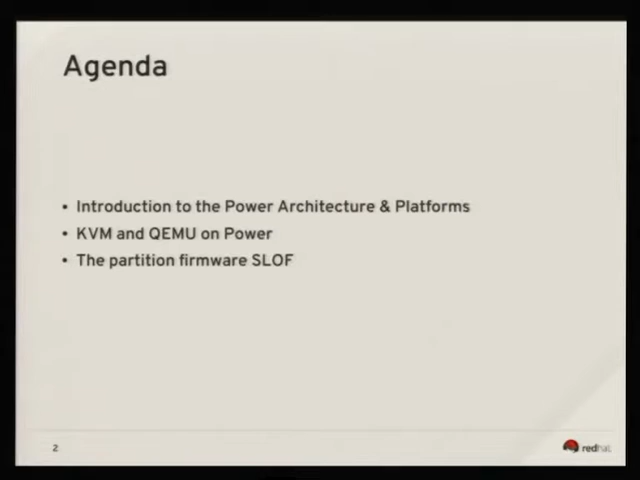 Agenda
• Introduction to the Power Architecture & Platforms
• KVM and QEMU on Power
• The partition firmware SLOF
2
redhat